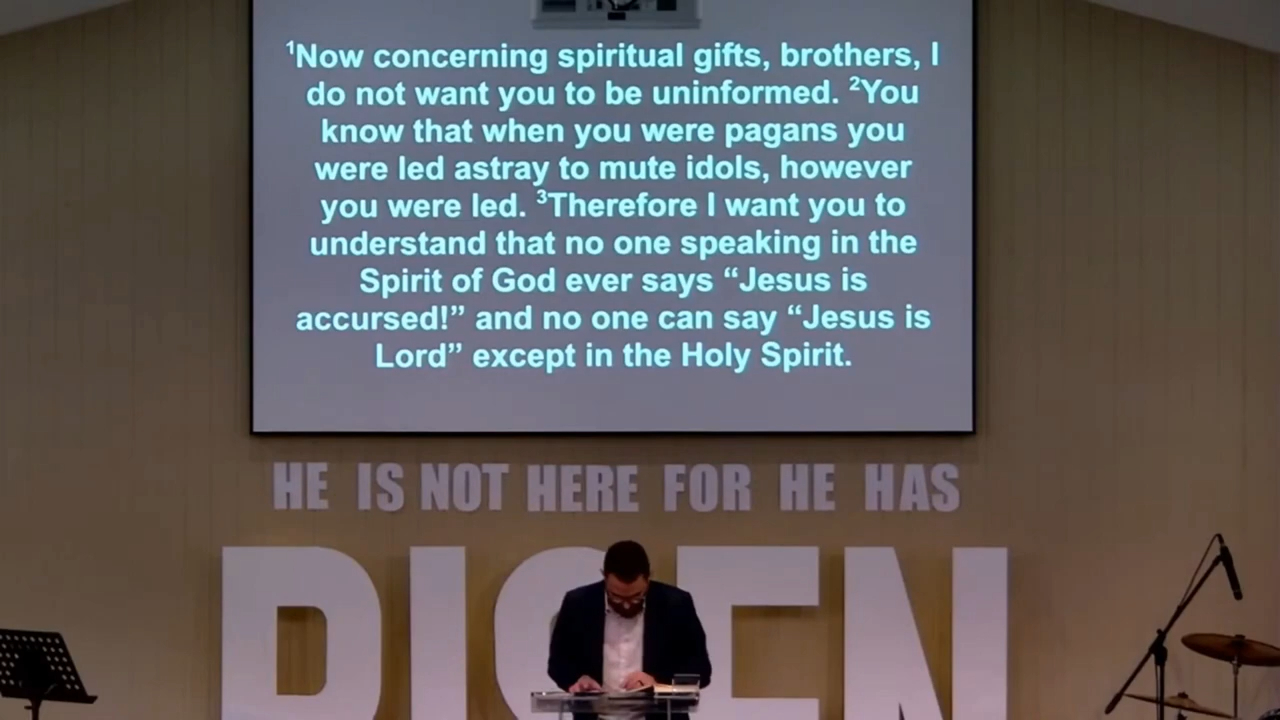 ¹Now concerning spiritual gifts, brothers, I
do not want you to be uninformed. ²You
know that when you were pagans you
were led astray to mute idols, however
you were led. ³Therefore I want you to
understand that no one speaking in the
Spirit of God ever says “Jesus is
accursed!” and no one can say “Jesus is
Lord” except in the Holy Spirit.
HE IS NOT HERE FOR HE HAS
RISEN